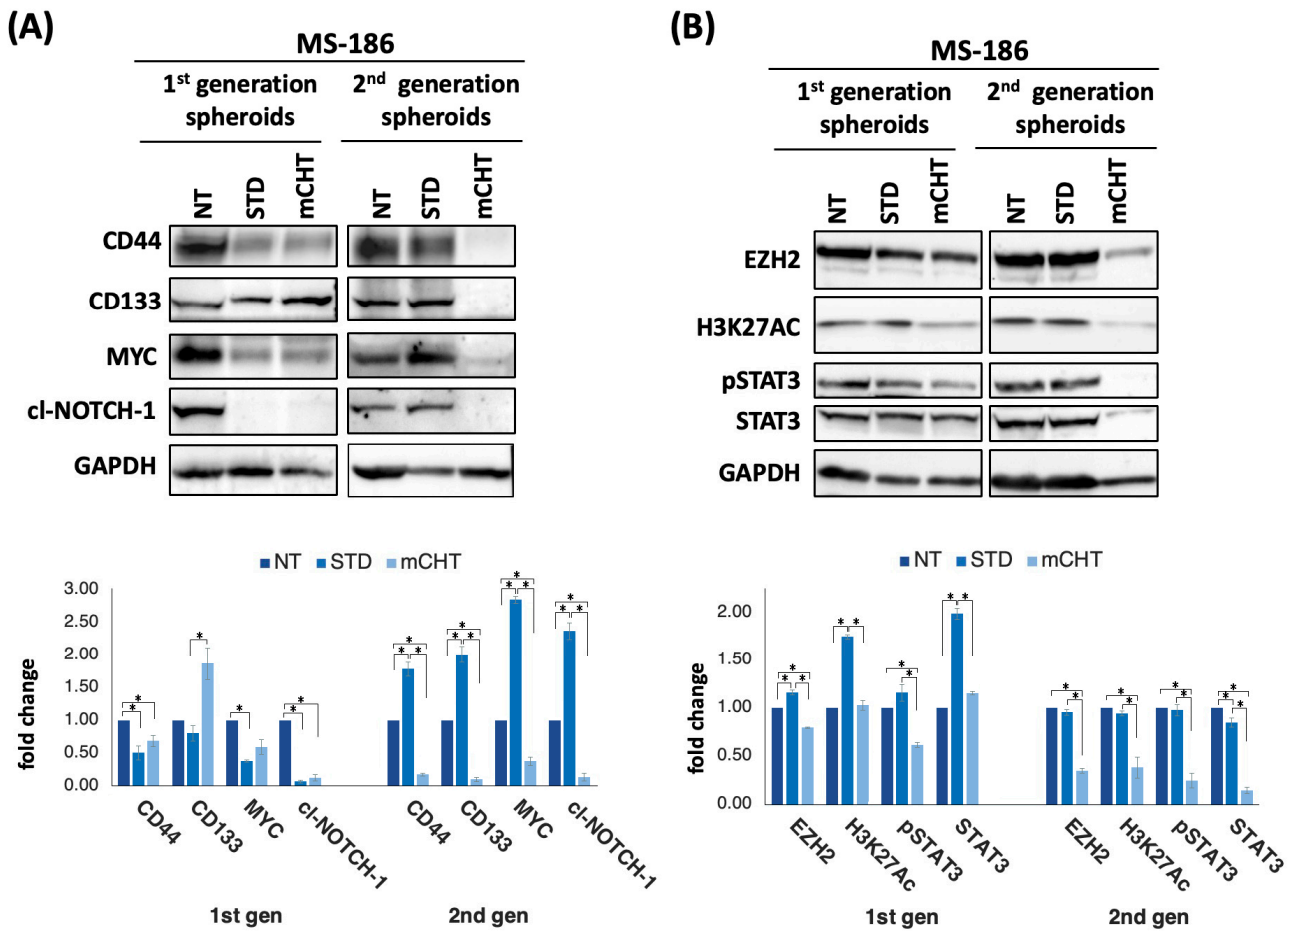 (A)
MS-186
1st generation spheroids
2nd generation spheroids
NT STD mCHT NT STD mCHT
CD44
CD133
MYC
cl-NOTCH-1
GAPDH
NT STD mCHT
fold change
3.00
2.50
2.00
1.50
1.00
0.50
0.00
* * * * * * * * * * * * * * * * * * *
CD44 CD133 MYC cl-NOTCH-1 CD44 CD133 MYC cl-NOTCH-1
1st gen 2nd gen
(B)
MS-186
1st generation spheroids
2nd generation spheroids
NT STD mCHT NT STD mCHT
EZH2
H3K27AC
pSTAT3
STAT3
GAPDH
NT STD mCHT
fold change
2.00
1.50
1.00
0.50
0.00
* * * * * * * * * * * * * * * * * *
EZH2 H3K27Ac pSTAT3 STAT3 EZH2 H3K27Ac pSTAT3 STAT3
1st gen 2nd gen